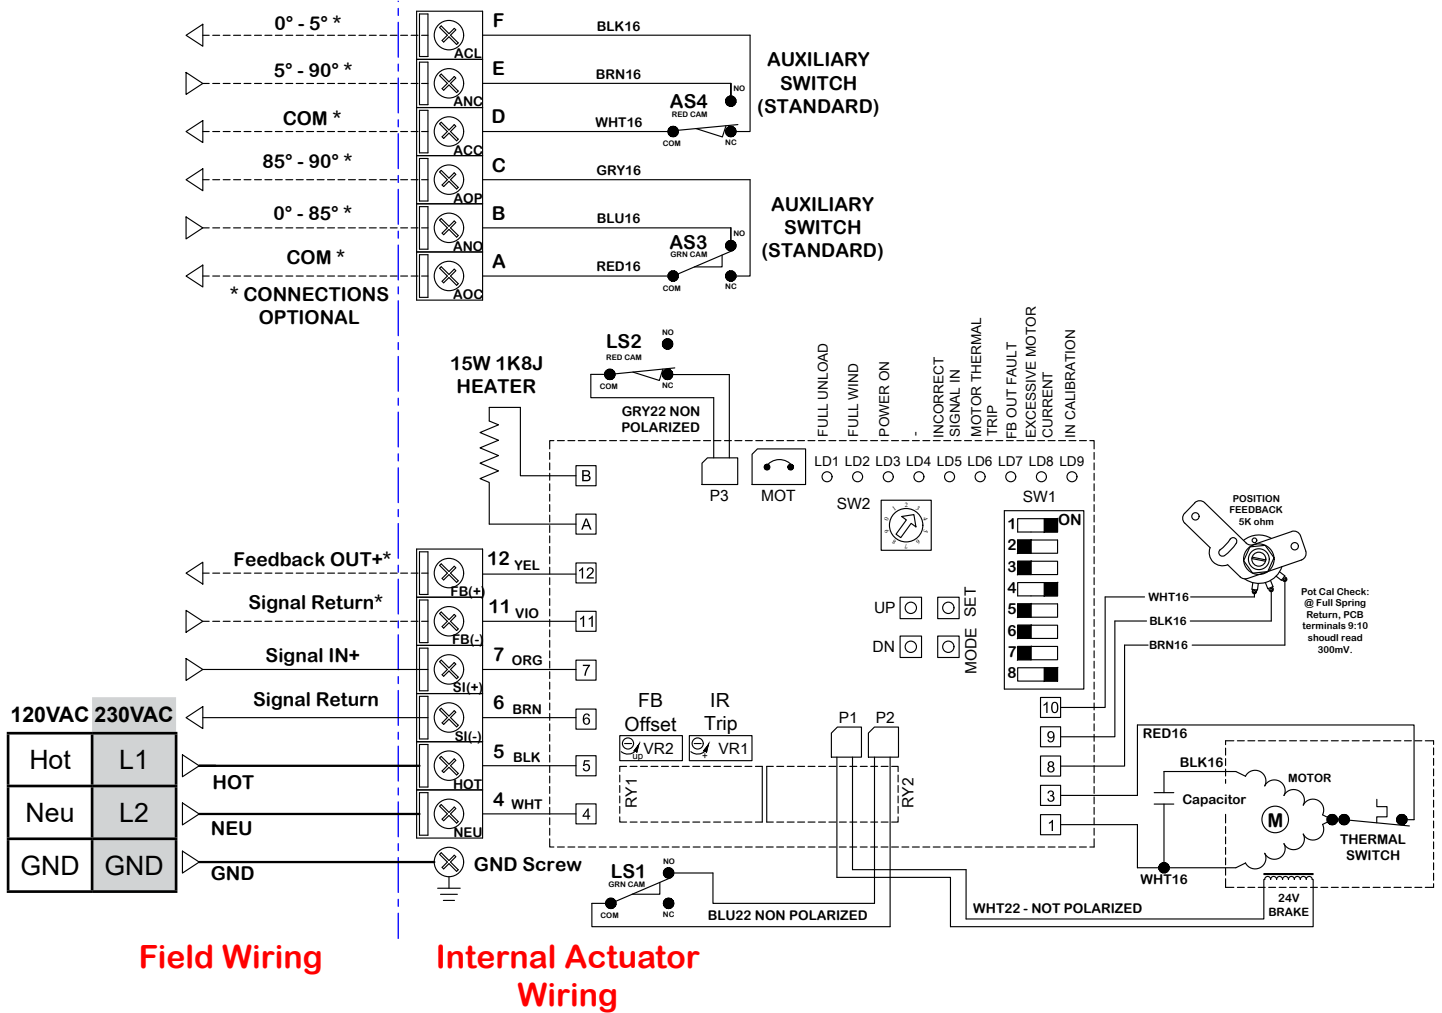 0° - 5° *
F
BLK16
ACL
5° - 90° *
E
BRN16
ANC
NO
AS4
RED CAM
COM *
D
WHT16
ACC
COM
NC
AUXILIARY
SWITCH
(STANDARD)
85° - 90° *
C
GRY16
AOP
0° - 85° *
B
BLU16
ANO
NO
AS3
GRN CAM
COM *
A
RED16
AOC
COM
NC
AUXILIARY
SWITCH
(STANDARD)
* CONNECTIONS
OPTIONAL
15W 1K8J
HEATER
LS2
RED CAM
NO
COM
NC
GRY22 NON
POLARIZED
FULL UNLOAD
FULL WIND
POWER ON
-
INCORRECT
SIGNAL IN
MOTOR THERMAL
TRIP
FB OUT FAULT
EXCESSIVE MOTOR
CURRENT
IN CALIBRATION
LD1 LD2 LD3 LD4 LD5 LD6 LD7 LD8 LD9
B
A
P3
MOT
SW2
SW1
1
ON
2
3
4
5
6
7
8
UP
DN
SET
MODE
POSITION
FEEDBACK
5K ohm
Pot Cal Check:
@ Full Spring
Return, PCB
terminals 9:10
shoudl read
300mV.
WHT16
BLK16
BRN16
Feedback OUT+*
12
YEL
12
FB(+)
Signal Return*
11
VIO
11
FB(-)
Signal IN+
7
ORG
7
SI(+)
Signal Return
6
BRN
6
SI(-)
120VAC
230VAC
Hot
L1
HOT
5
BLK
5
HOT
Neu
L2
NEU
4
WHT
4
NEU
GND
GND
GND
GND Screw
FB
Offset
VR2
up
IR
Trip
VR1
+
P1
P2
RY1
RY2
10
9
8
3
1
RED16
BLK16
Capacitor
MOTOR
M
THERMAL
SWITCH
WHT16
24V
BRAKE
LS1
GRN CAM
NO
COM
NC
BLU22 NON POLARIZED
WHT22 - NOT POLARIZED
Field Wiring
Internal Actuator
Wiring